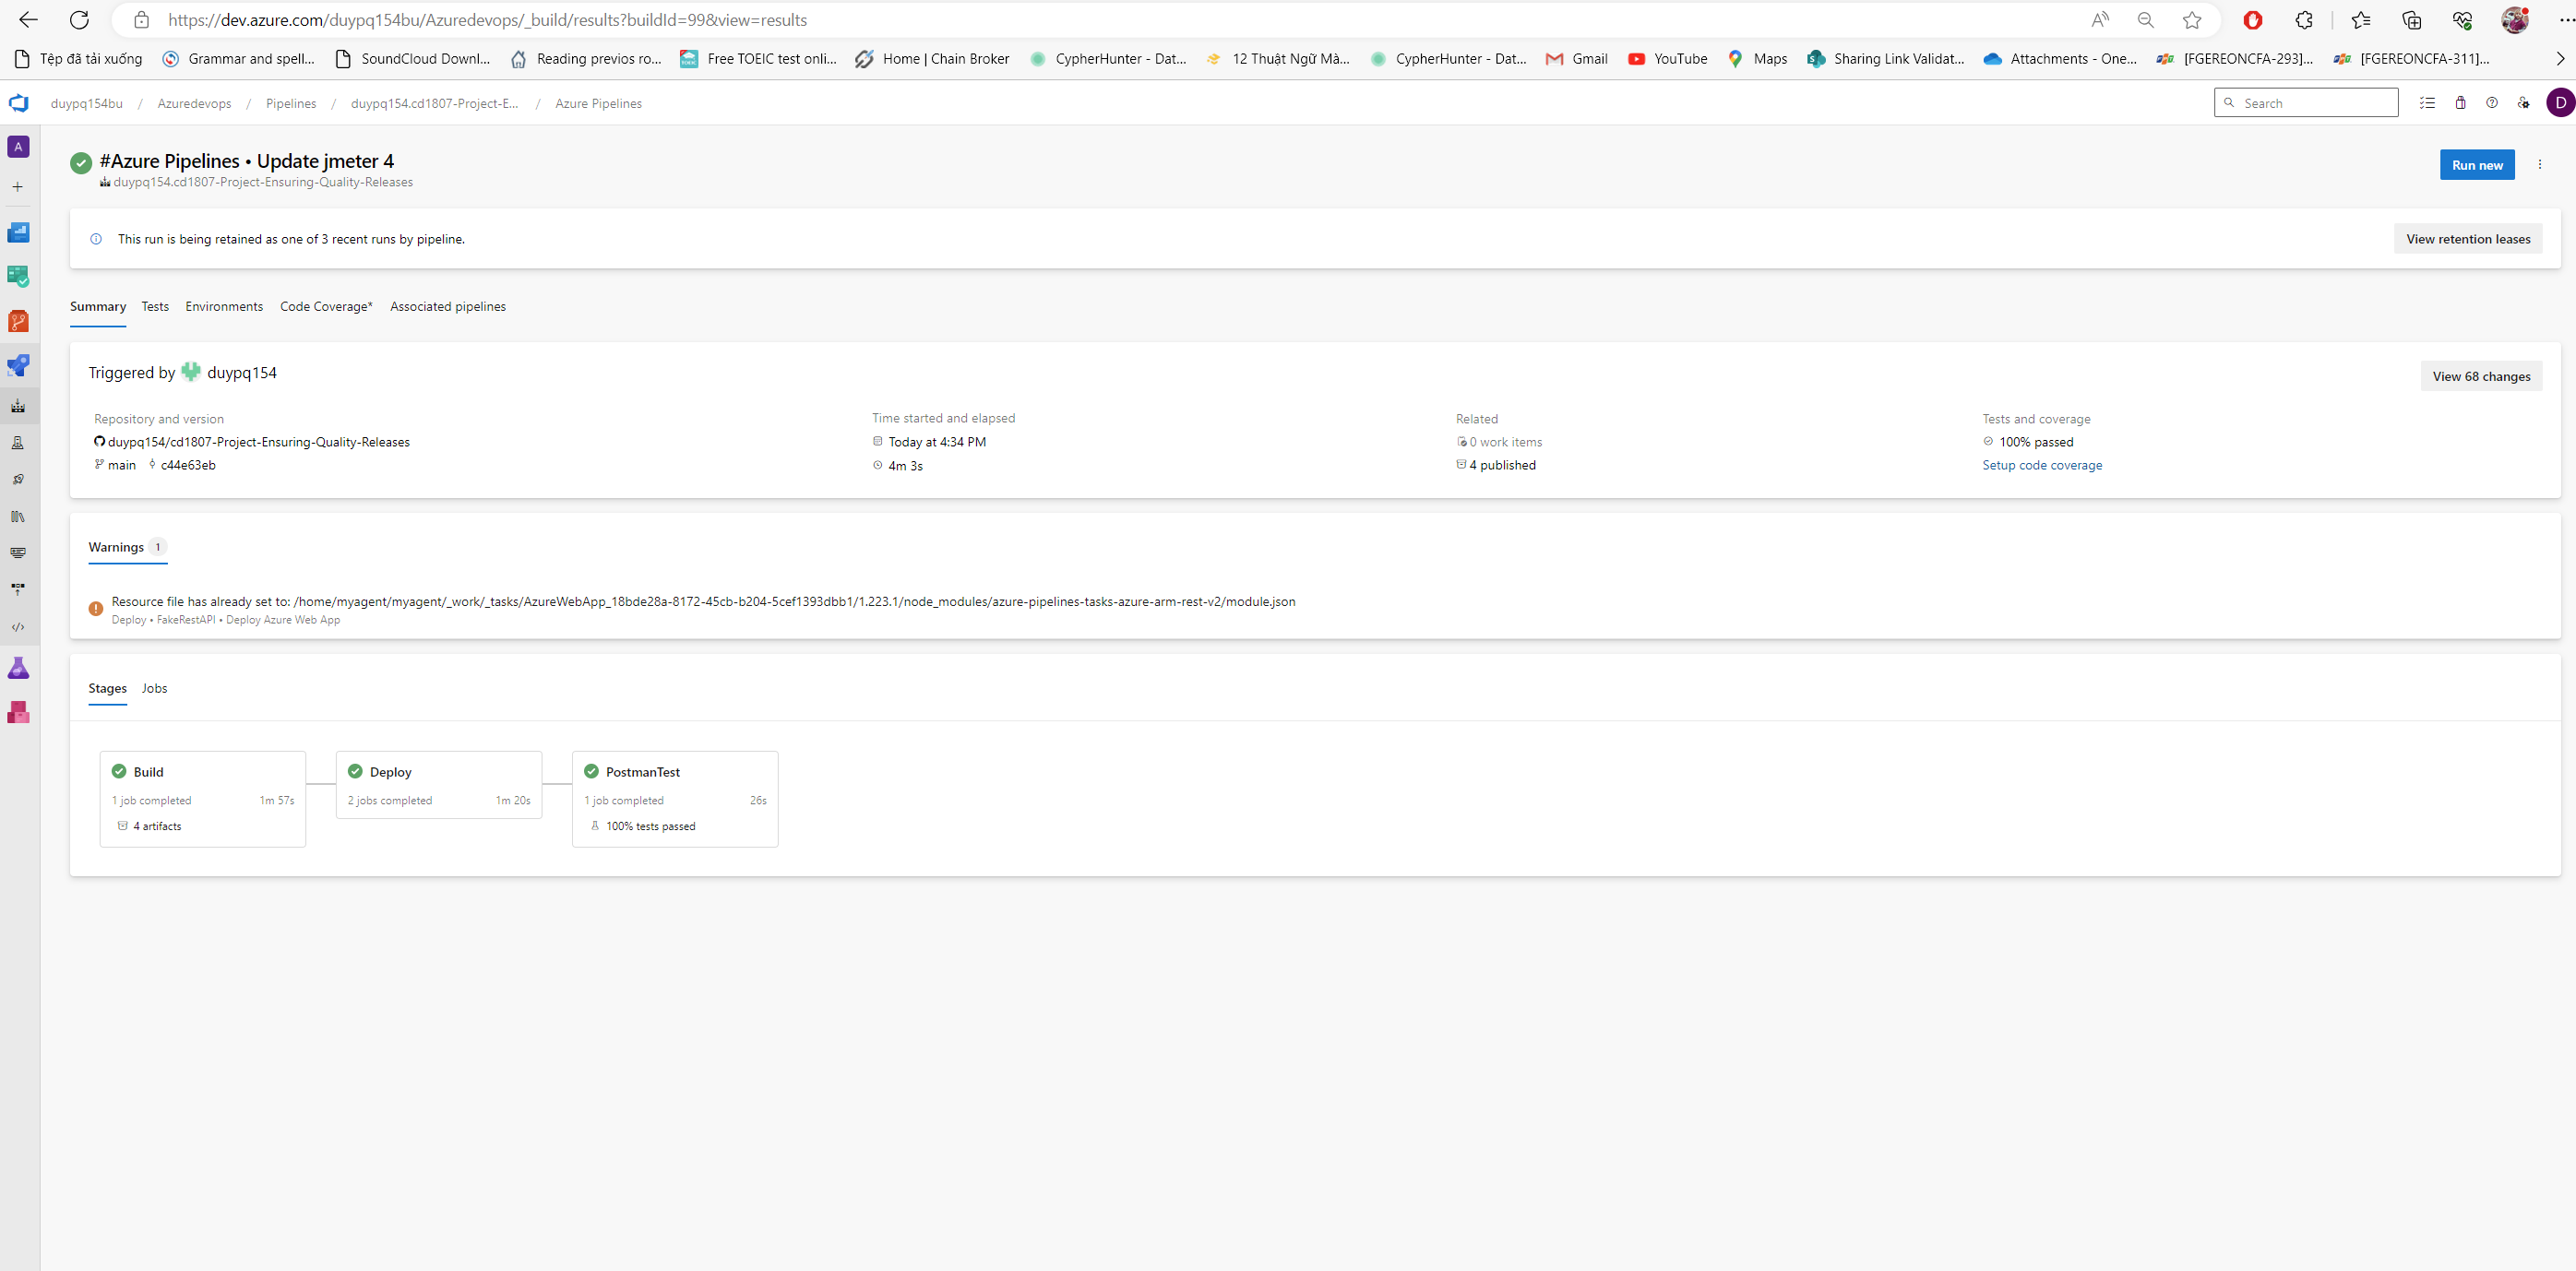 https://dev.azure.com/duypq154bu/Azuredevops/_build/results?buildId=99&view=results
Tệp đã tải xuống
Grammar and spell...
SoundCloud Downl...
Reading previos ro...
Free TOEIC test onli...
Home | Chain Broker
CypherHunter - Dat...
12 Thuật Ngữ Mà...
CypherHunter - Dat...
Gmail
YouTube
Maps
Sharing Link Validat...
Attachments - One...
[FGEREONCFA-293]...
[FGEREONCFA-311]...
duypq154bu / Azuredevops / Pipelines / duypq154.cd1807-Project-E... / Azure Pipelines
Search
D
A
#Azure Pipelines • Update jmeter 4
duypq154.cd1807-Project-Ensuring-Quality-Releases
Run new
This run is being retained as one of 3 recent runs by pipeline.
View retention leases
Summary Tests Environments Code Coverage* Associated pipelines
Triggered by duypq154
View 68 changes
Repository and version
duypq154/cd1807-Project-Ensuring-Quality-Releases
main c44e63eb
Time started and elapsed
Today at 4:34 PM
4m 3s
Related
0 work items
4 published
Tests and coverage
100% passed
Setup code coverage
Warnings 1
Resource file has already set to: /home/myagent/myagent/_work/_tasks/AzureWebApp_18bde28a-8172-45cb-b204-5cef1393dbb1/1.223.1/node_modules/azure-pipelines-tasks-azure-arm-rest-v2/module.json
Deploy • FakeRestAPI • Deploy Azure Web App
Stages Jobs
Build
1 job completed 1m 57s
4 artifacts
Deploy
2 jobs completed 1m 20s
PostmanTest
1 job completed 26s
100% tests passed